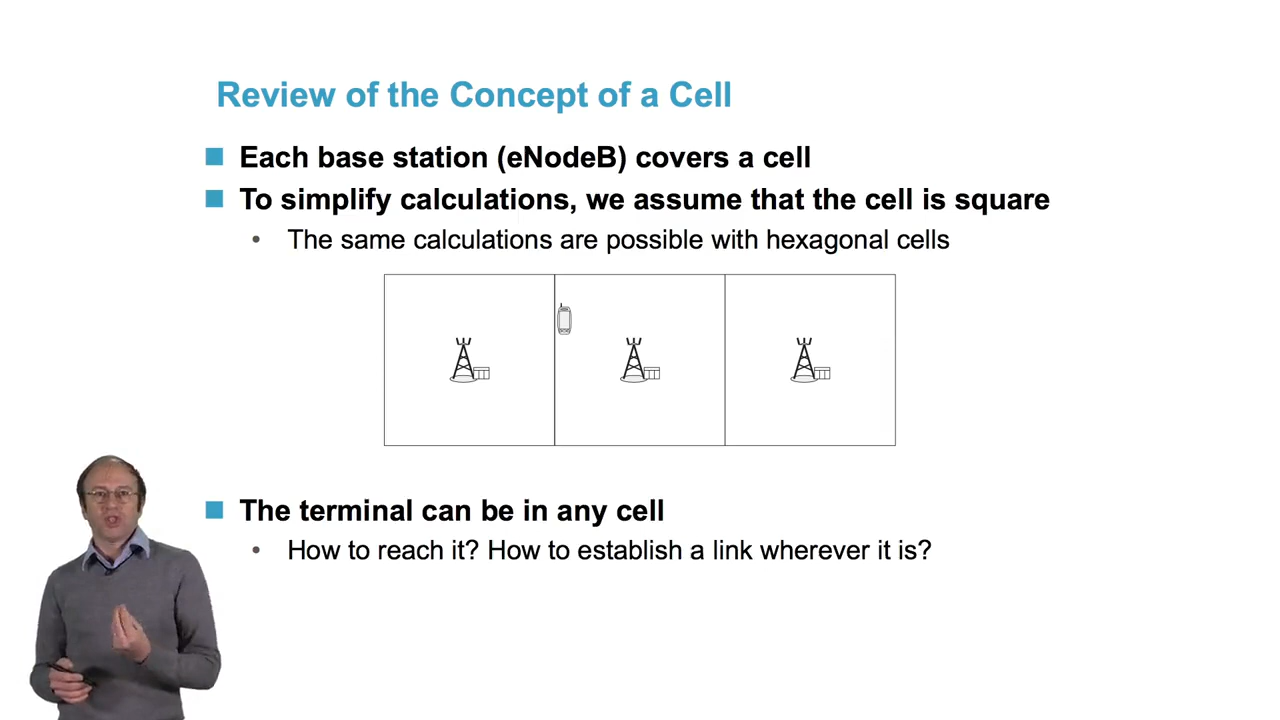 Review of the Concept of a Cell
Each base station (eNodeB) covers a cell
To simplify calculations, we assume that the cell is square
The same calculations are possible with hexagonal cells
The terminal can be in any cell
How to reach it? How to establish a link wherever it is?